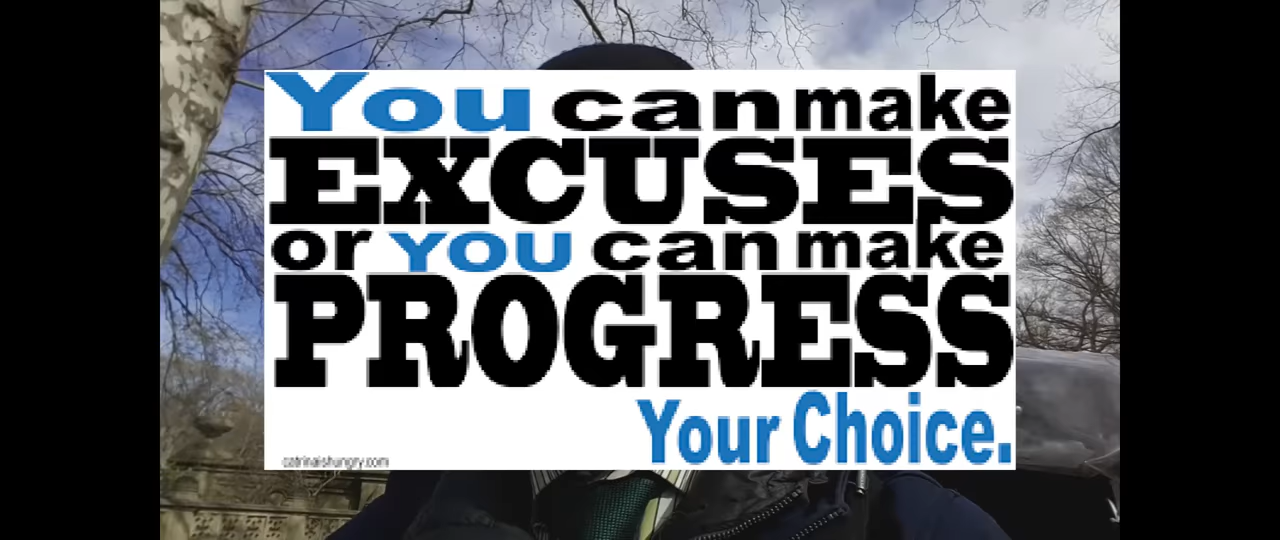 You can make
EXCUSES
or YOU can make
PROGRESS
Your Choice.
catrinaishungry.com